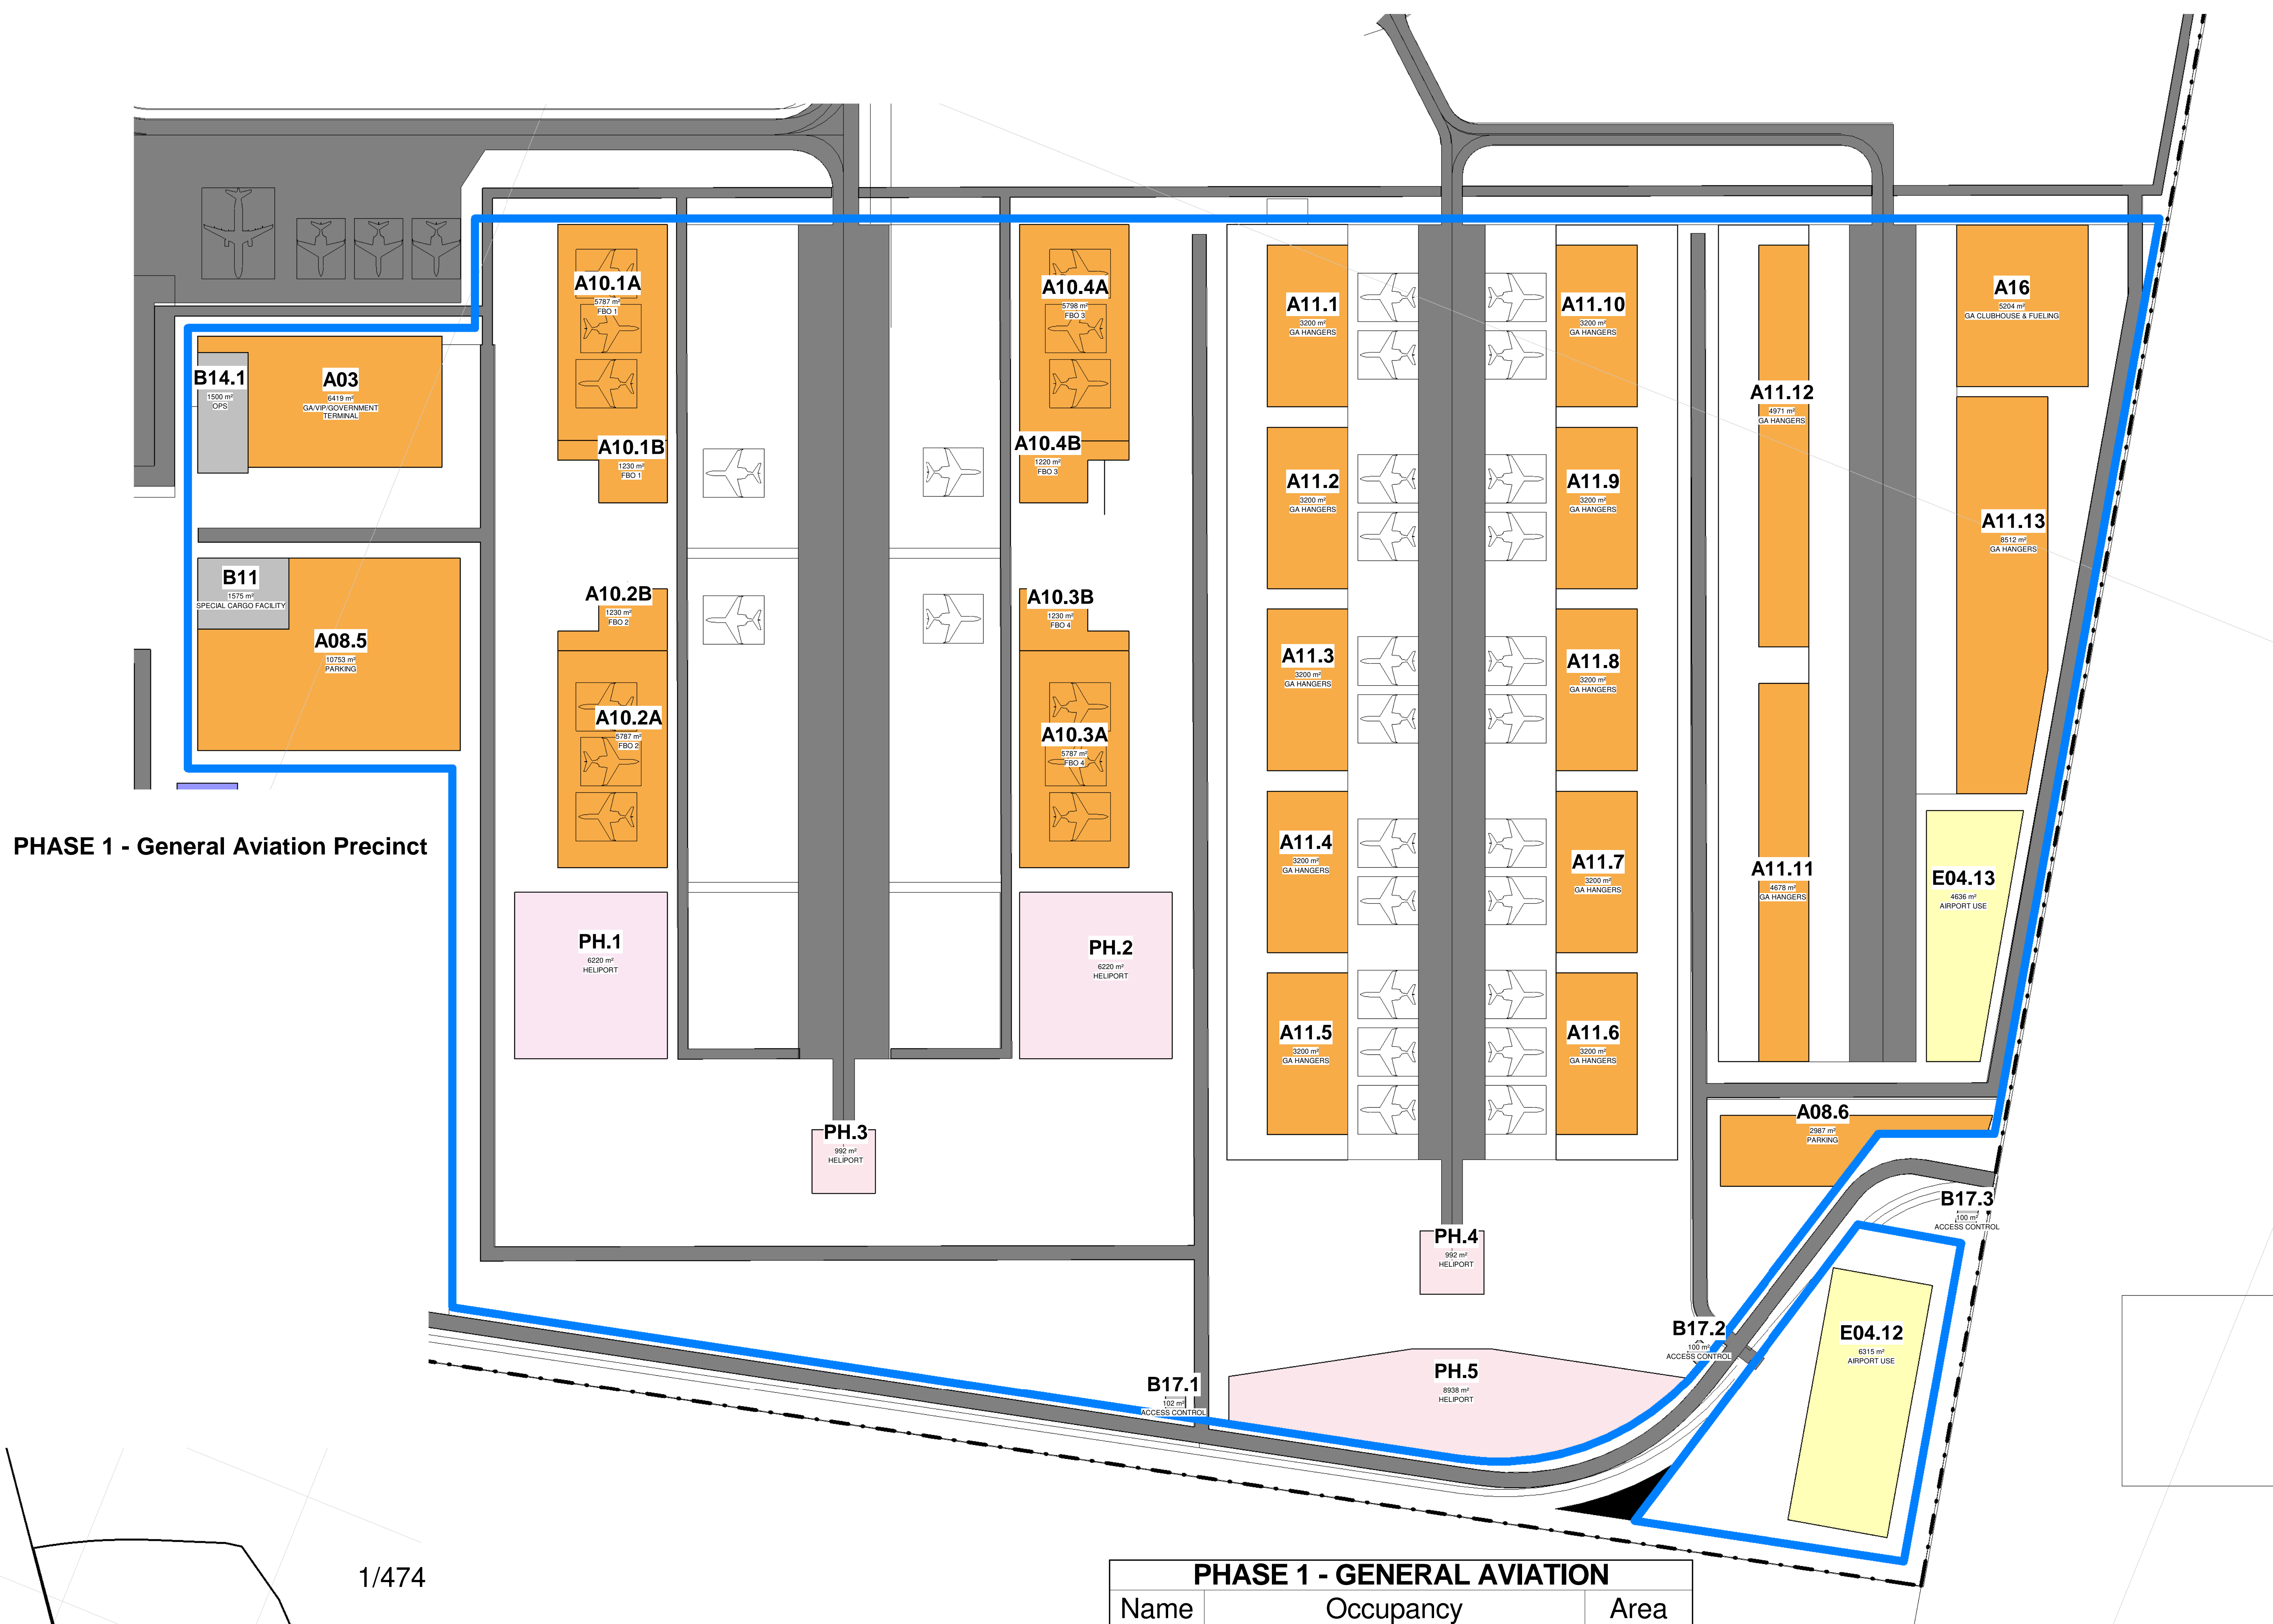 A10.1A
5787 m²
FBO 1
A10.4A
5798 m²
FBO 3
A11.1
3200 m²
GA HANGERS
A11.10
3200 m²
GA HANGERS
A16
5204 m²
GA CLUBHOUSE & FUELING
B14.1
1500 m²
OPS
A03
6419 m²
GA/VIP/GOVERNMENT
TERMINAL
A11.12
4971 m²
GA HANGERS
A10.1B
1230 m²
FBO 1
A10.4B
1220 m²
FBO 3
A11.2
3200 m²
GA HANGERS
A11.9
3200 m²
GA HANGERS
A11.13
8512 m²
GA HANGERS
B11
1575 m²
SPECIAL CARGO FACILITY
A10.2B
1230 m²
FBO 2
A10.3B
1230 m²
FBO 4
A08.5
10753 m²
PARKING
A11.3
3200 m²
GA HANGERS
A11.8
3200 m²
GA HANGERS
A10.2A
5787 m²
FBO 2
A10.3A
5787 m²
FBO 4
PHASE 1 - General Aviation Precinct
A11.4
3200 m²
GA HANGERS
A11.7
3200 m²
GA HANGERS
A11.11
4678 m²
GA HANGERS
E04.13
4636 m²
AIRPORT USE
PH.1
6220 m²
HELIPORT
PH.2
6220 m²
HELIPORT
A11.5
3200 m²
GA HANGERS
A11.6
3200 m²
GA HANGERS
A08.6
2987 m²
PARKING
PH.3
992 m²
HELIPORT
B17.3
100 m²
ACCESS CONTROL
PH.4
992 m²
HELIPORT
B17.2
100 m²
ACCESS CONTROL
E04.12
6315 m²
AIRPORT USE
PH.5
8938 m²
HELIPORT
B17.1
102 m²
ACCESS CONTROL
1/474
PHASE 1 - GENERAL AVIATION
Name Occupancy Area